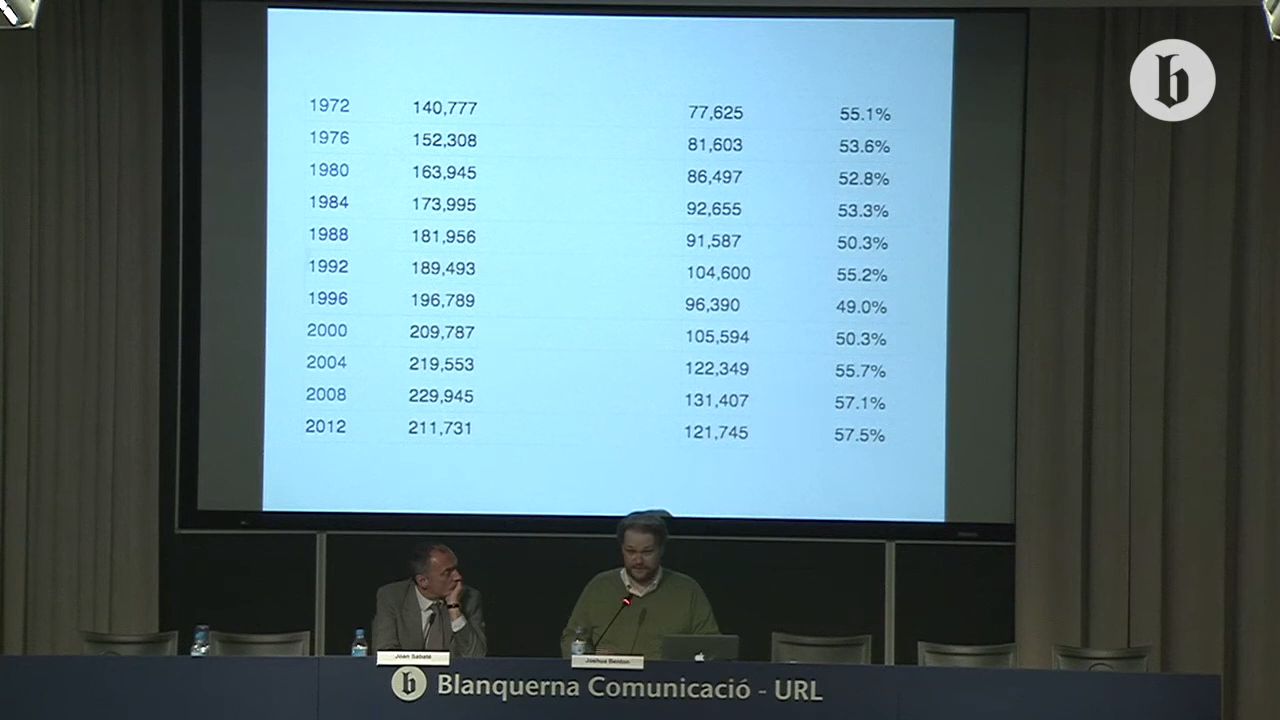 b
1972 140,777 77,625 55.1%
1976 152,308 81,603 53.6%
1980 163,945 86,497 52.8%
1984 173,995 92,655 53.3%
1988 181,956 91,587 50.3%
1992 189,493 104,600 55.2%
1996 196,789 96,390 49.0%
2000 209,787 105,594 50.3%
2004 219,553 122,349 55.7%
2008 229,945 131,407 57.1%
2012 211,731 121,745 57.5%
Joan Sabaté
Joshua Benton
b Blanquerna Comunicació - URL